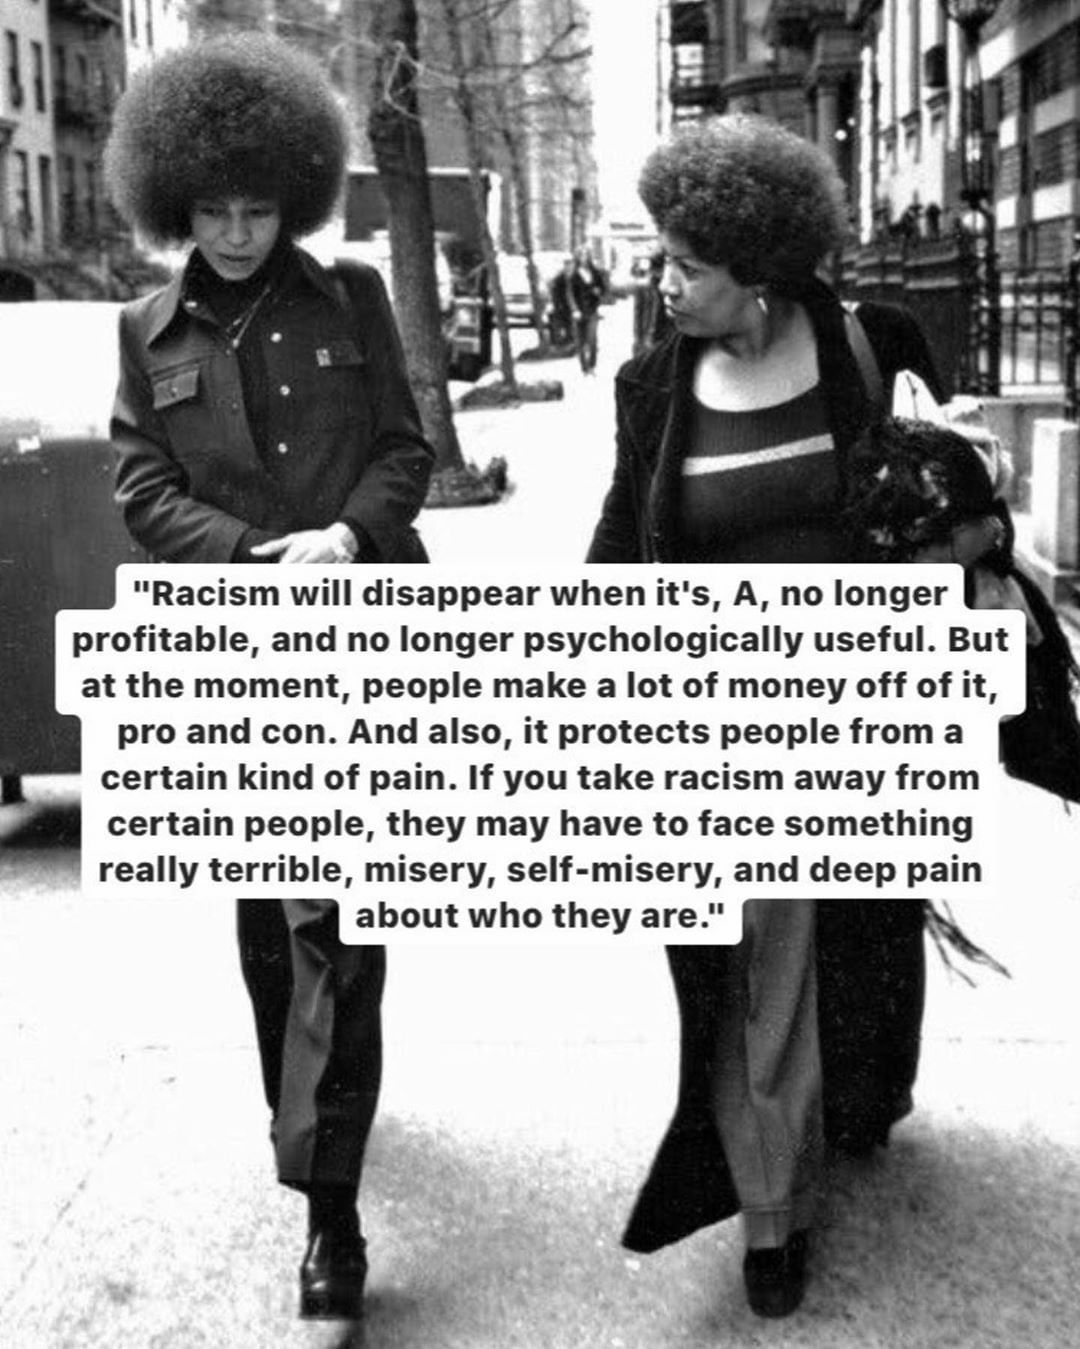 "Racism will disappear when it's, A, no longer
profitable, and no longer psychologically useful. But
at the moment, people make a lot of money off of it,
pro and con. And also, it protects people from a
certain kind of pain. If you take racism away from
certain people, they may have to face something
really terrible, misery, self-misery, and deep pain
about who they are."